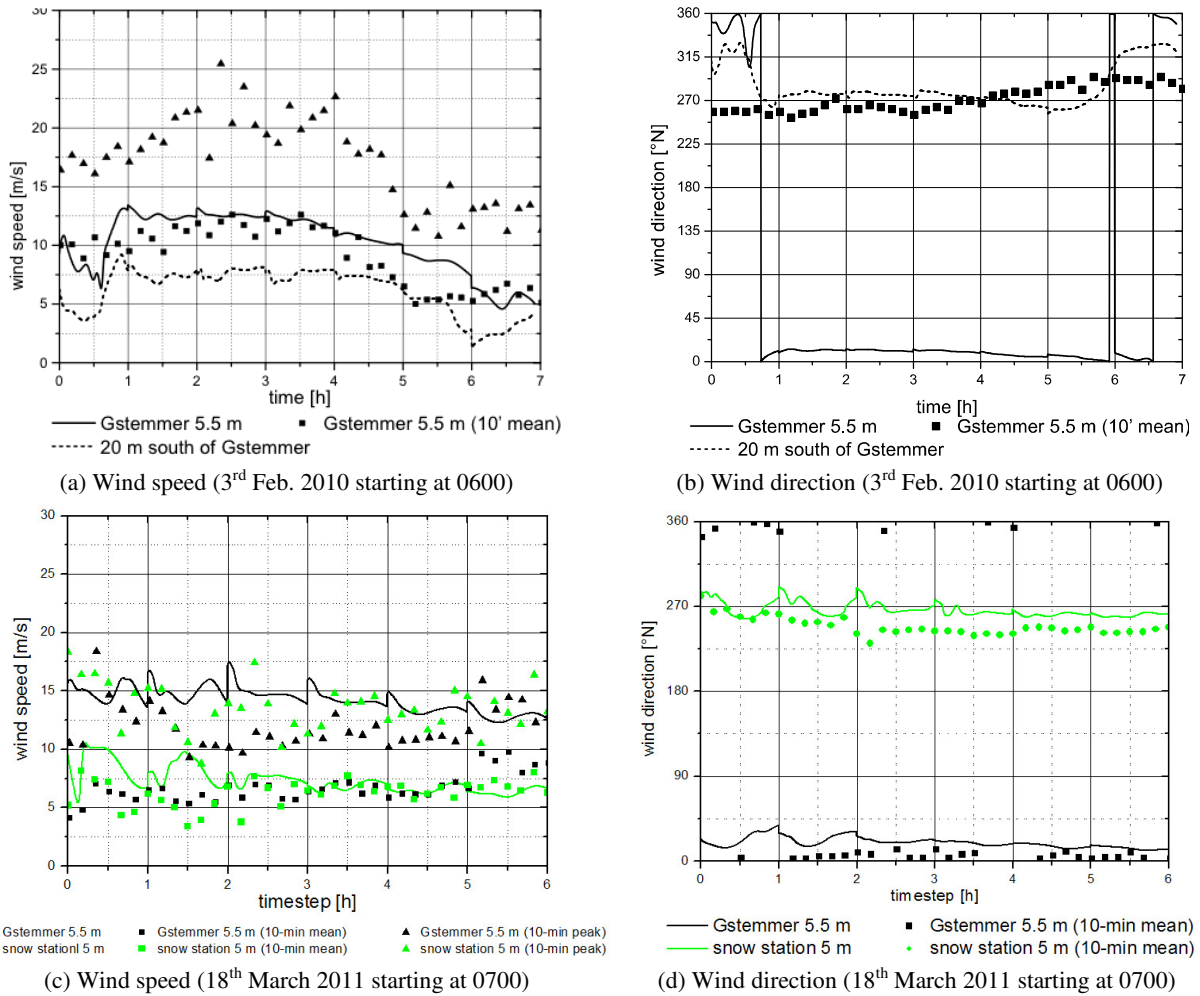 30
25
20
15
10
5
0
wind speed [m/s]
0 1 2 3 4 5 6 7
time [h]
Gstemmer 5.5 m
Gstemmer 5.5 m (10' mean)
20 m south of Gstemmer
(a) Wind speed (3rd Feb. 2010 starting at 0600)
360
315
270
225
180
135
90
45
0
wind direction [°N]
0 1 2 3 4 5 6 7
time [h]
Gstemmer 5.5 m
Gstemmer 5.5 m (10' mean)
20 m south of Gstemmer
(b) Wind direction (3rd Feb. 2010 starting at 0600)
30
25
20
15
10
5
0
wind speed [m/s]
0 1 2 3 4 5 6
timestep [h]
Gstemmer 5.5 m
Gstemmer 5.5 m (10-min mean)
Gstemmer 5.5 m (10-min peak)
snow stationl 5 m
snow station 5 m (10-min mean)
snow station 5 m (10-min peak)
(c) Wind speed (18th March 2011 starting at 0700)
360
270
180
90
0
wind direction [°N]
0 1 2 3 4 5 6
timestep [h]
Gstemmer 5.5 m
Gstemmer 5.5 m (10-min mean)
snow station 5 m
snow station 5 m (10-min mean)
(d) Wind direction (18th March 2011 starting at 0700)